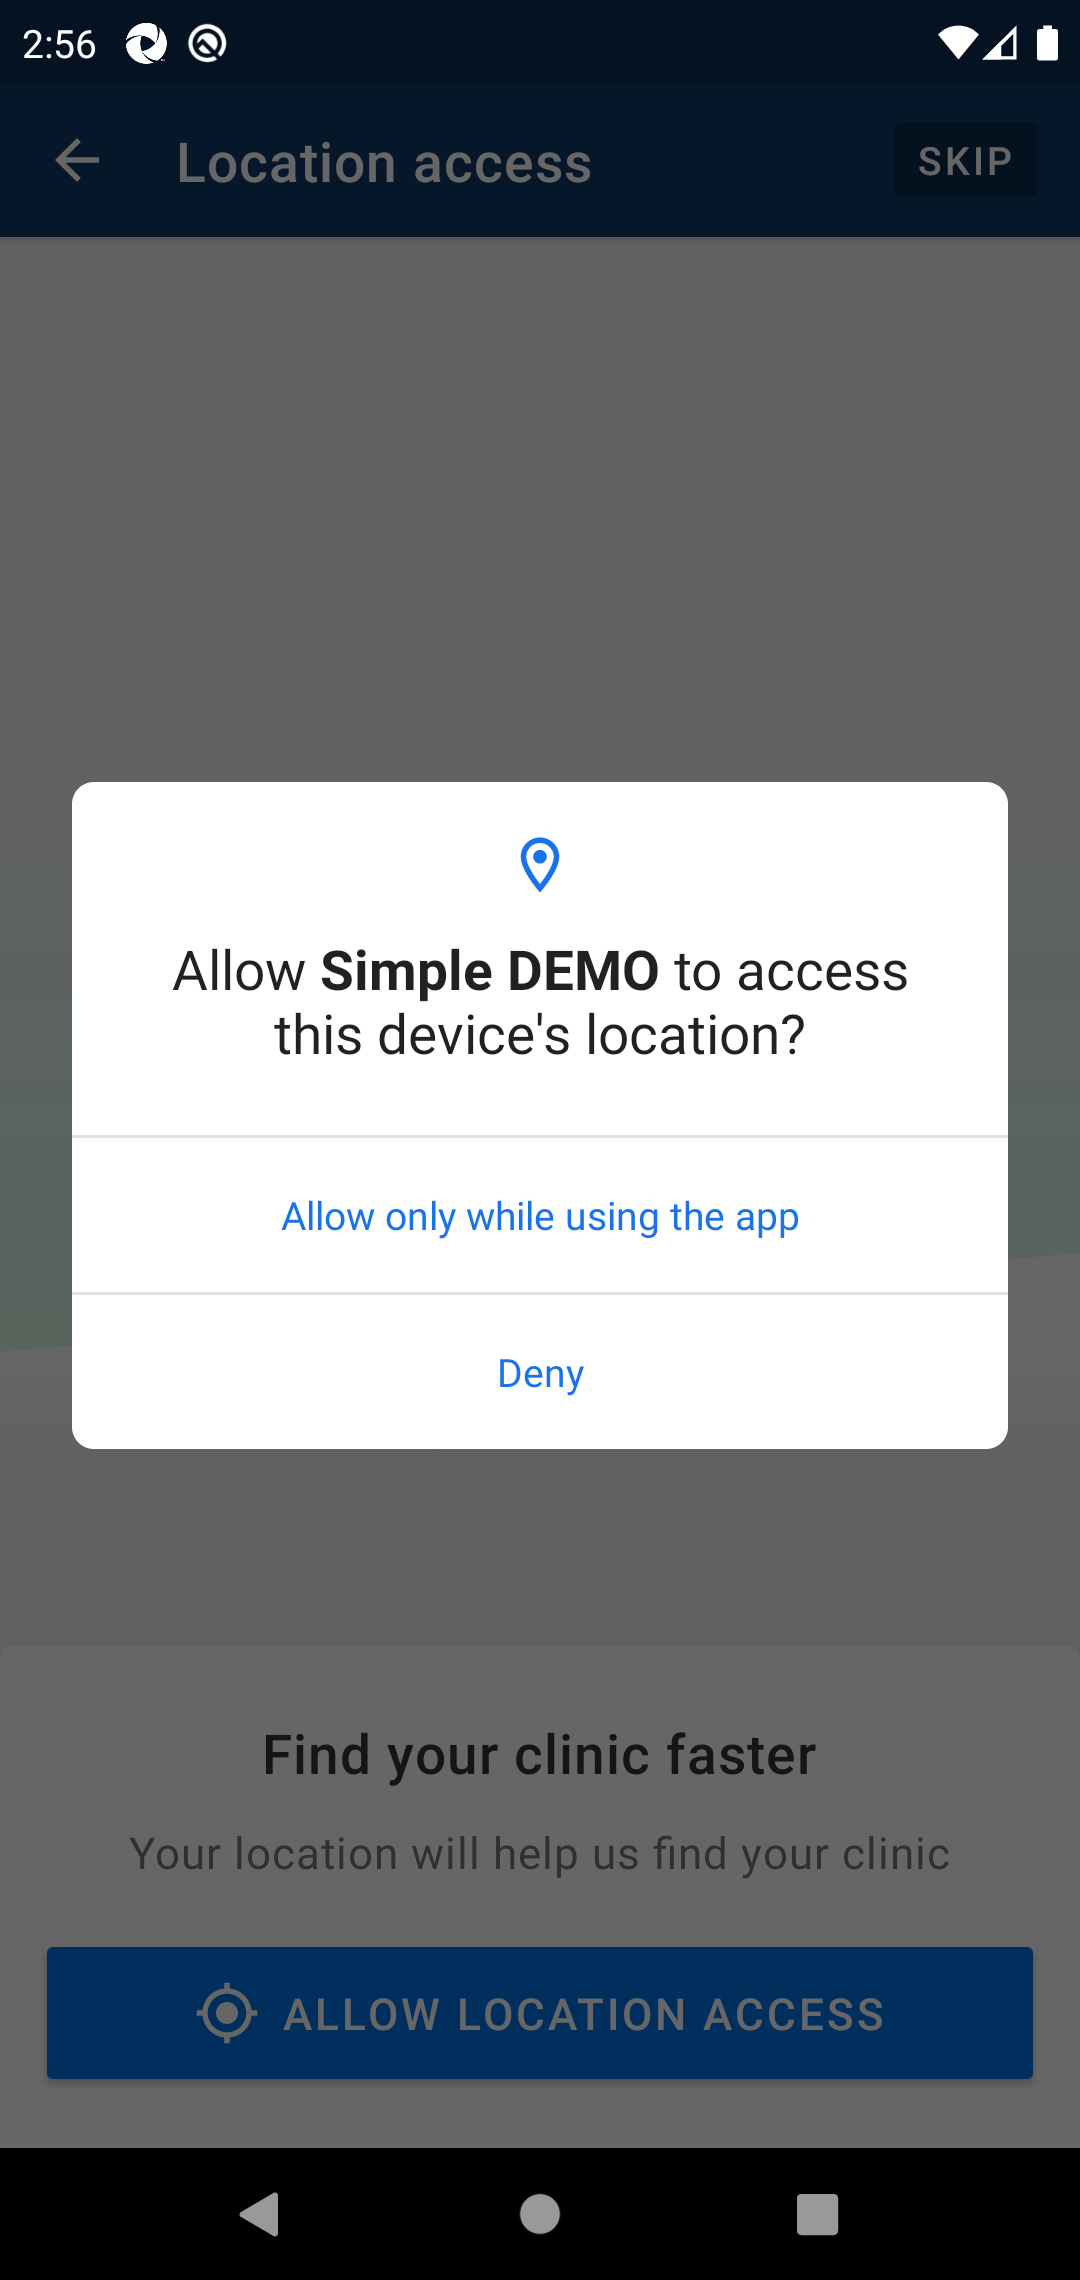 2:56
Location access
SKIP
Allow Simple DEMO to access
this device's location?
Allow only while using the app
Deny
Find your clinic faster
Your location will help us find your clinic
ALLOW LOCATION ACCESS